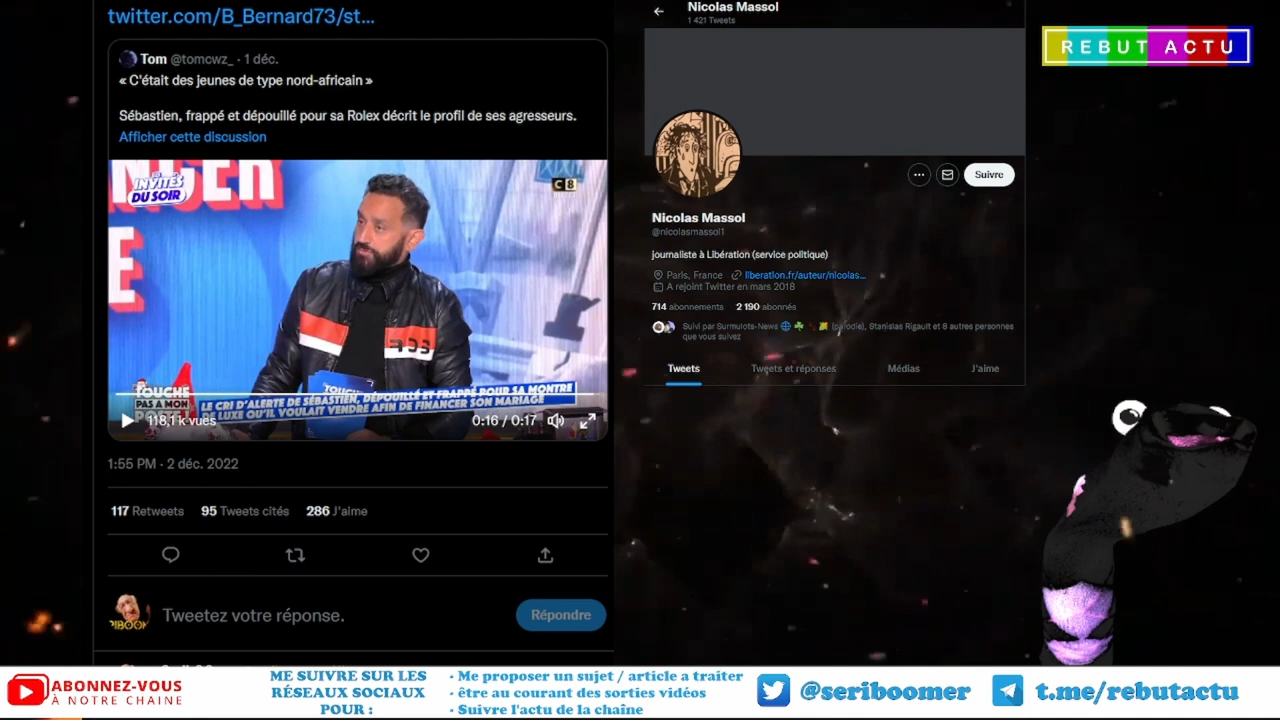 twitter.com/B_Bernard73/st...
Tom @tomcwz_ · 1 déc.
« C'était des jeunes de type nord-africain »
Sébastien, frappé et dépouillé pour sa Rolex décrit le profil de ses agresseurs.
Afficher cette discussion
LES INVITÉS
DU SOIR
C8
TOUCHE
PAS A MON
POSTE
LE CRI D'ALERTE DE SÉBASTIEN, DÉPOUILLÉ ET FRAPPÉ POUR SA MONTRE
DE LUXE QU'IL VOULAIT VENDRE AFIN DE FINANCER SON MARIAGE
118,1 k vues
0:16 / 0:17
1:55 PM · 2 déc. 2022
117 Retweets 95 Tweets cités 286 J'aime
Tweetez votre réponse.
Répondre
Nicolas Massol
1 421 Tweets
Suivre
Nicolas Massol
@nicolasmassol1
journaliste à Libération (service politique)
Paris, France liberation.fr/auteur/nicolas...
A rejoint Twitter en mars 2018
714 abonnements 2 190 abonnés
Suivi par Surmulots-News (parodie), Stanislas Rigault et 8 autres personnes
que vous suivez
Tweets Tweets et réponses Médias J'aime
REBUT ACTU
ABONNEZ-VOUS
À NOTRE CHAINE
ME SUIVRE SUR LES
RÉSEAUX SOCIAUX
POUR :
- Me proposer un sujet / article a traiter
- être au courant des sorties vidéos
- Suivre l'actu de la chaîne
@seriboomer
t.me/rebutactu